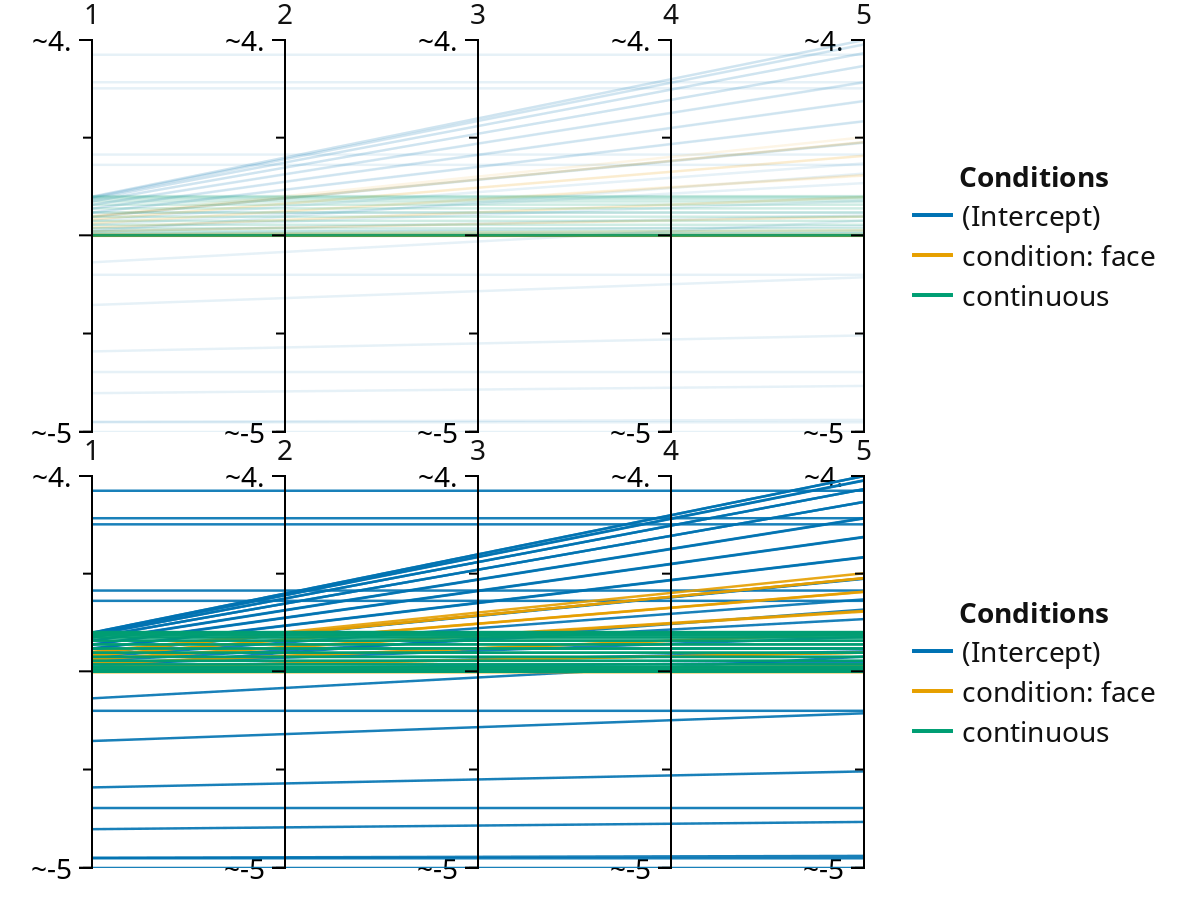 1 2 3 4 5
~4. ~4. ~4. ~4. ~4.
Conditions
(Intercept)
condition: face
continuous
~-5 ~-5 ~-5 ~-5 ~-5
1 2 3 4 5
~4. ~4. ~4. ~4. ~4.
Conditions
(Intercept)
condition: face
continuous
~-5 ~-5 ~-5 ~-5 ~-5